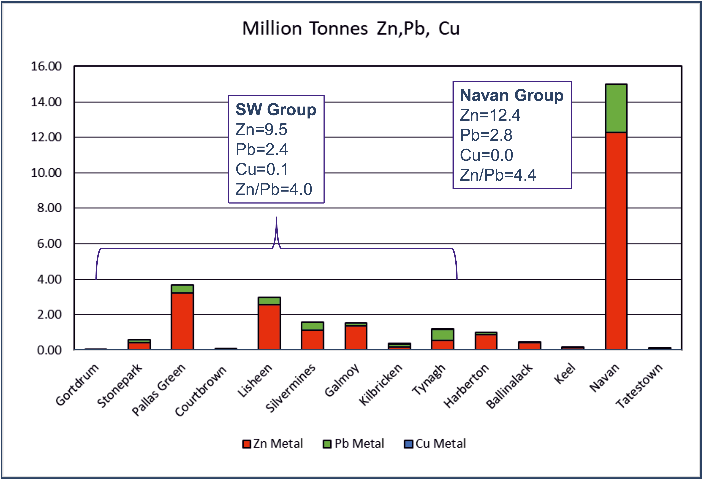 Million Tonnes Zn,Pb, Cu
16.00
14.00
12.00
10.00
8.00
6.00
4.00
2.00
0.00
SW Group
Zn=9.5
Pb=2.4
Cu=0.1
Zn/Pb=4.0
Navan Group
Zn=12.4
Pb=2.8
Cu=0.0
Zn/Pb=4.4
Gortdrum
Stonepark
Pallas Green
Courtbrown
Lisheen
Silvermines
Galmoy
Kilbricken
Tynagh
Harberton
Ballinalack
Keel
Navan
Tatestown
Zn Metal
Pb Metal
Cu Metal